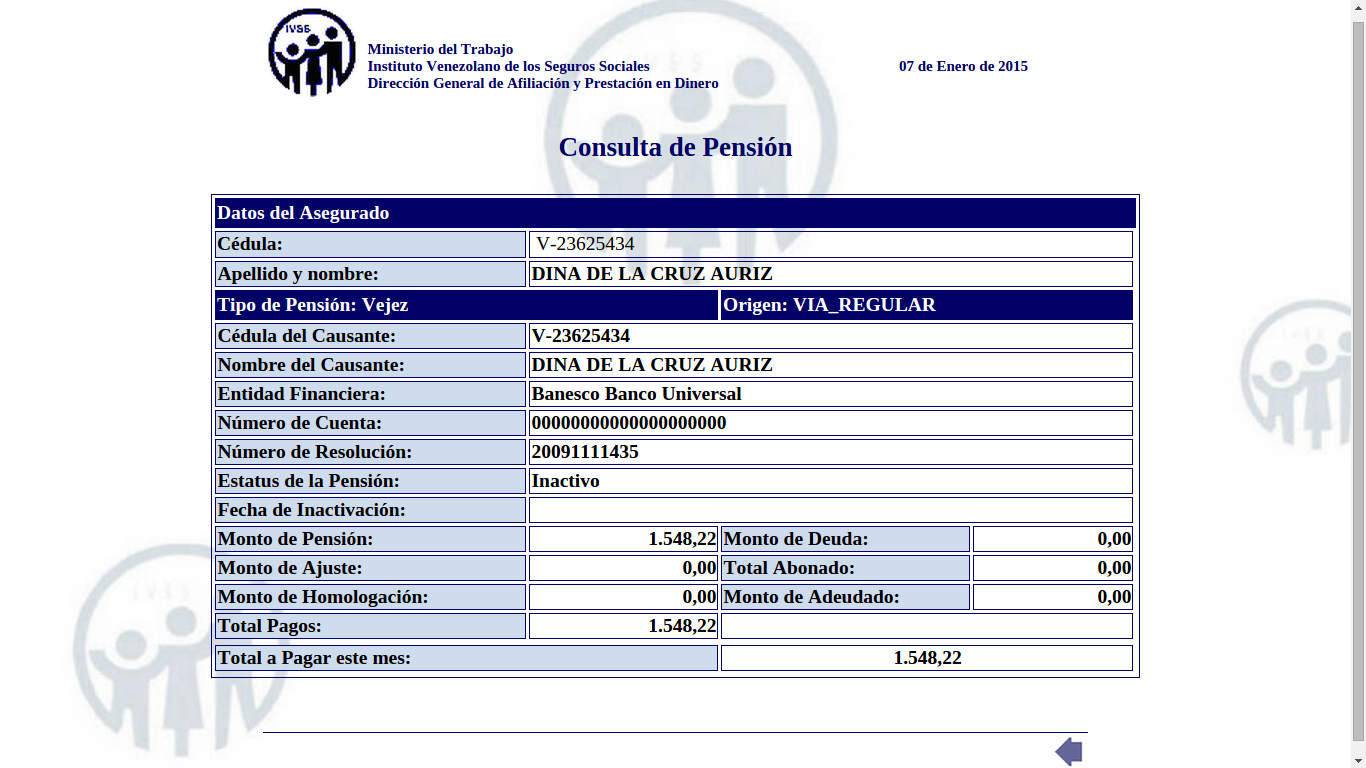 IVSS
Ministerio del Trabajo
Instituto Venezolano de los Seguros Sociales
Dirección General de Afiliación y Prestación en Dinero
07 de Enero de 2015
Consulta de Pensión
Datos del Asegurado
Cédula: V-23625434
Apellido y nombre: DINA DE LA CRUZ AURIZ
Tipo de Pensión: Vejez Origen: VIA_REGULAR
Cédula del Causante: V-23625434
Nombre del Causante: DINA DE LA CRUZ AURIZ
Entidad Financiera: Banesco Banco Universal
Número de Cuenta: 00000000000000000000
Número de Resolución: 20091111435
Estatus de la Pensión: Inactivo
Fecha de Inactivación:
Monto de Pensión: 1.548,22 Monto de Deuda: 0,00
Monto de Ajuste: 0,00 Total Abonado: 0,00
Monto de Homologación: 0,00 Monto de Adeudado: 0,00
Total Pagos: 1.548,22
Total a Pagar este mes: 1.548,22